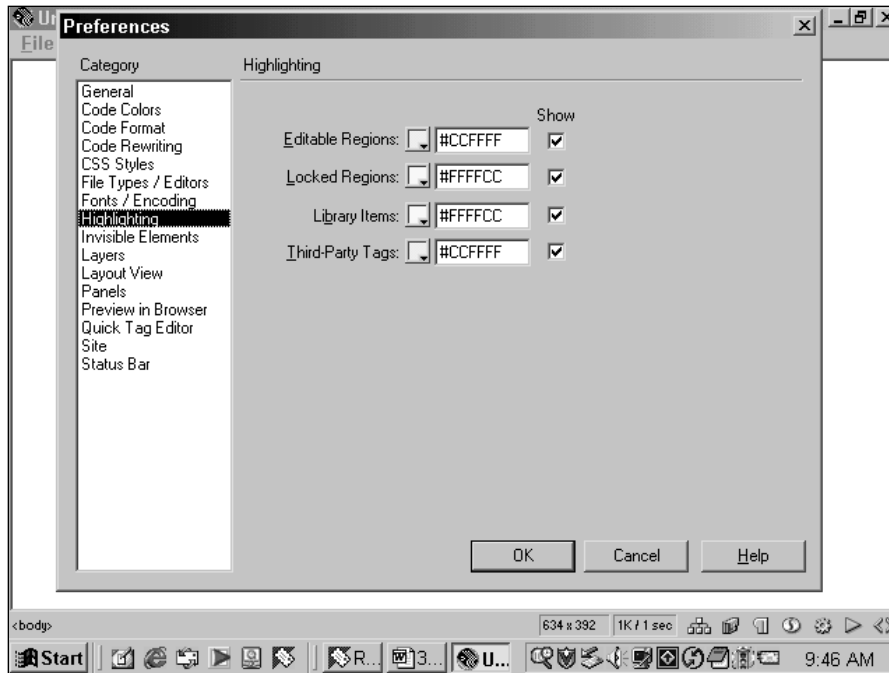 Preferences
File
Category
Highlighting
General
Code Colors
Code Format
Code Rewriting
CSS Styles
File Types / Editors
Fonts / Encoding
Highlighting
Invisible Elements
Layers
Layout View
Panels
Preview in Browser
Quick Tag Editor
Site
Status Bar
Show
Editable Regions: #CCFFFF
Locked Regions: #FFFFCC
Library Items: #FFFFCC
Third-Party Tags: #CCFFFF
OK Cancel Help
<body> 634 x 392 1K / 1 sec
Start R... 3... U... 9:46 AM